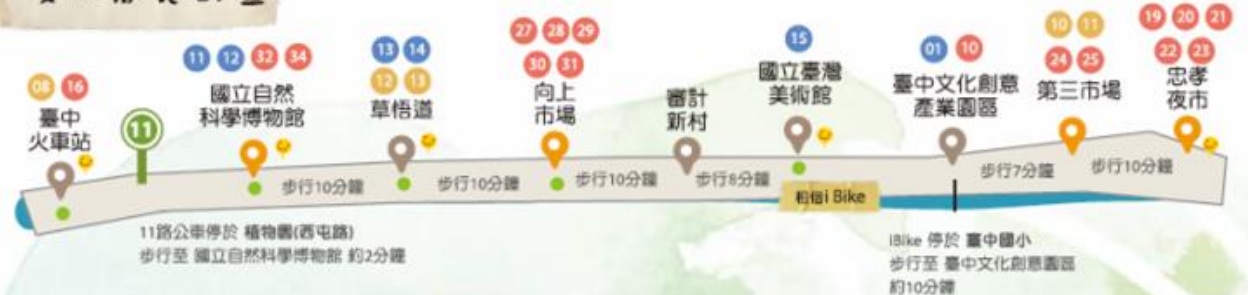 08 16
臺中
火車站
11
11 12 32 34
國立自然
科學博物館
13 14
12 13
草悟道
27 28 29
30 31
向上
市場
審計
新村
15
國立臺灣
美術館
01 10
臺中文化創意
產業園區
10 11
24 25
第三市場
19 20 21
22 23
忠孝
夜市
步行10分鐘
步行10分鐘
步行10分鐘
步行8分鐘
租借i Bike
步行7分鐘
步行10分鐘
11路公車停於 植物園(西屯路)
步行至 國立自然科學博物館 約2分鐘
iBike 停於 臺中國小
步行至 臺中文化創意園區
約10分鐘